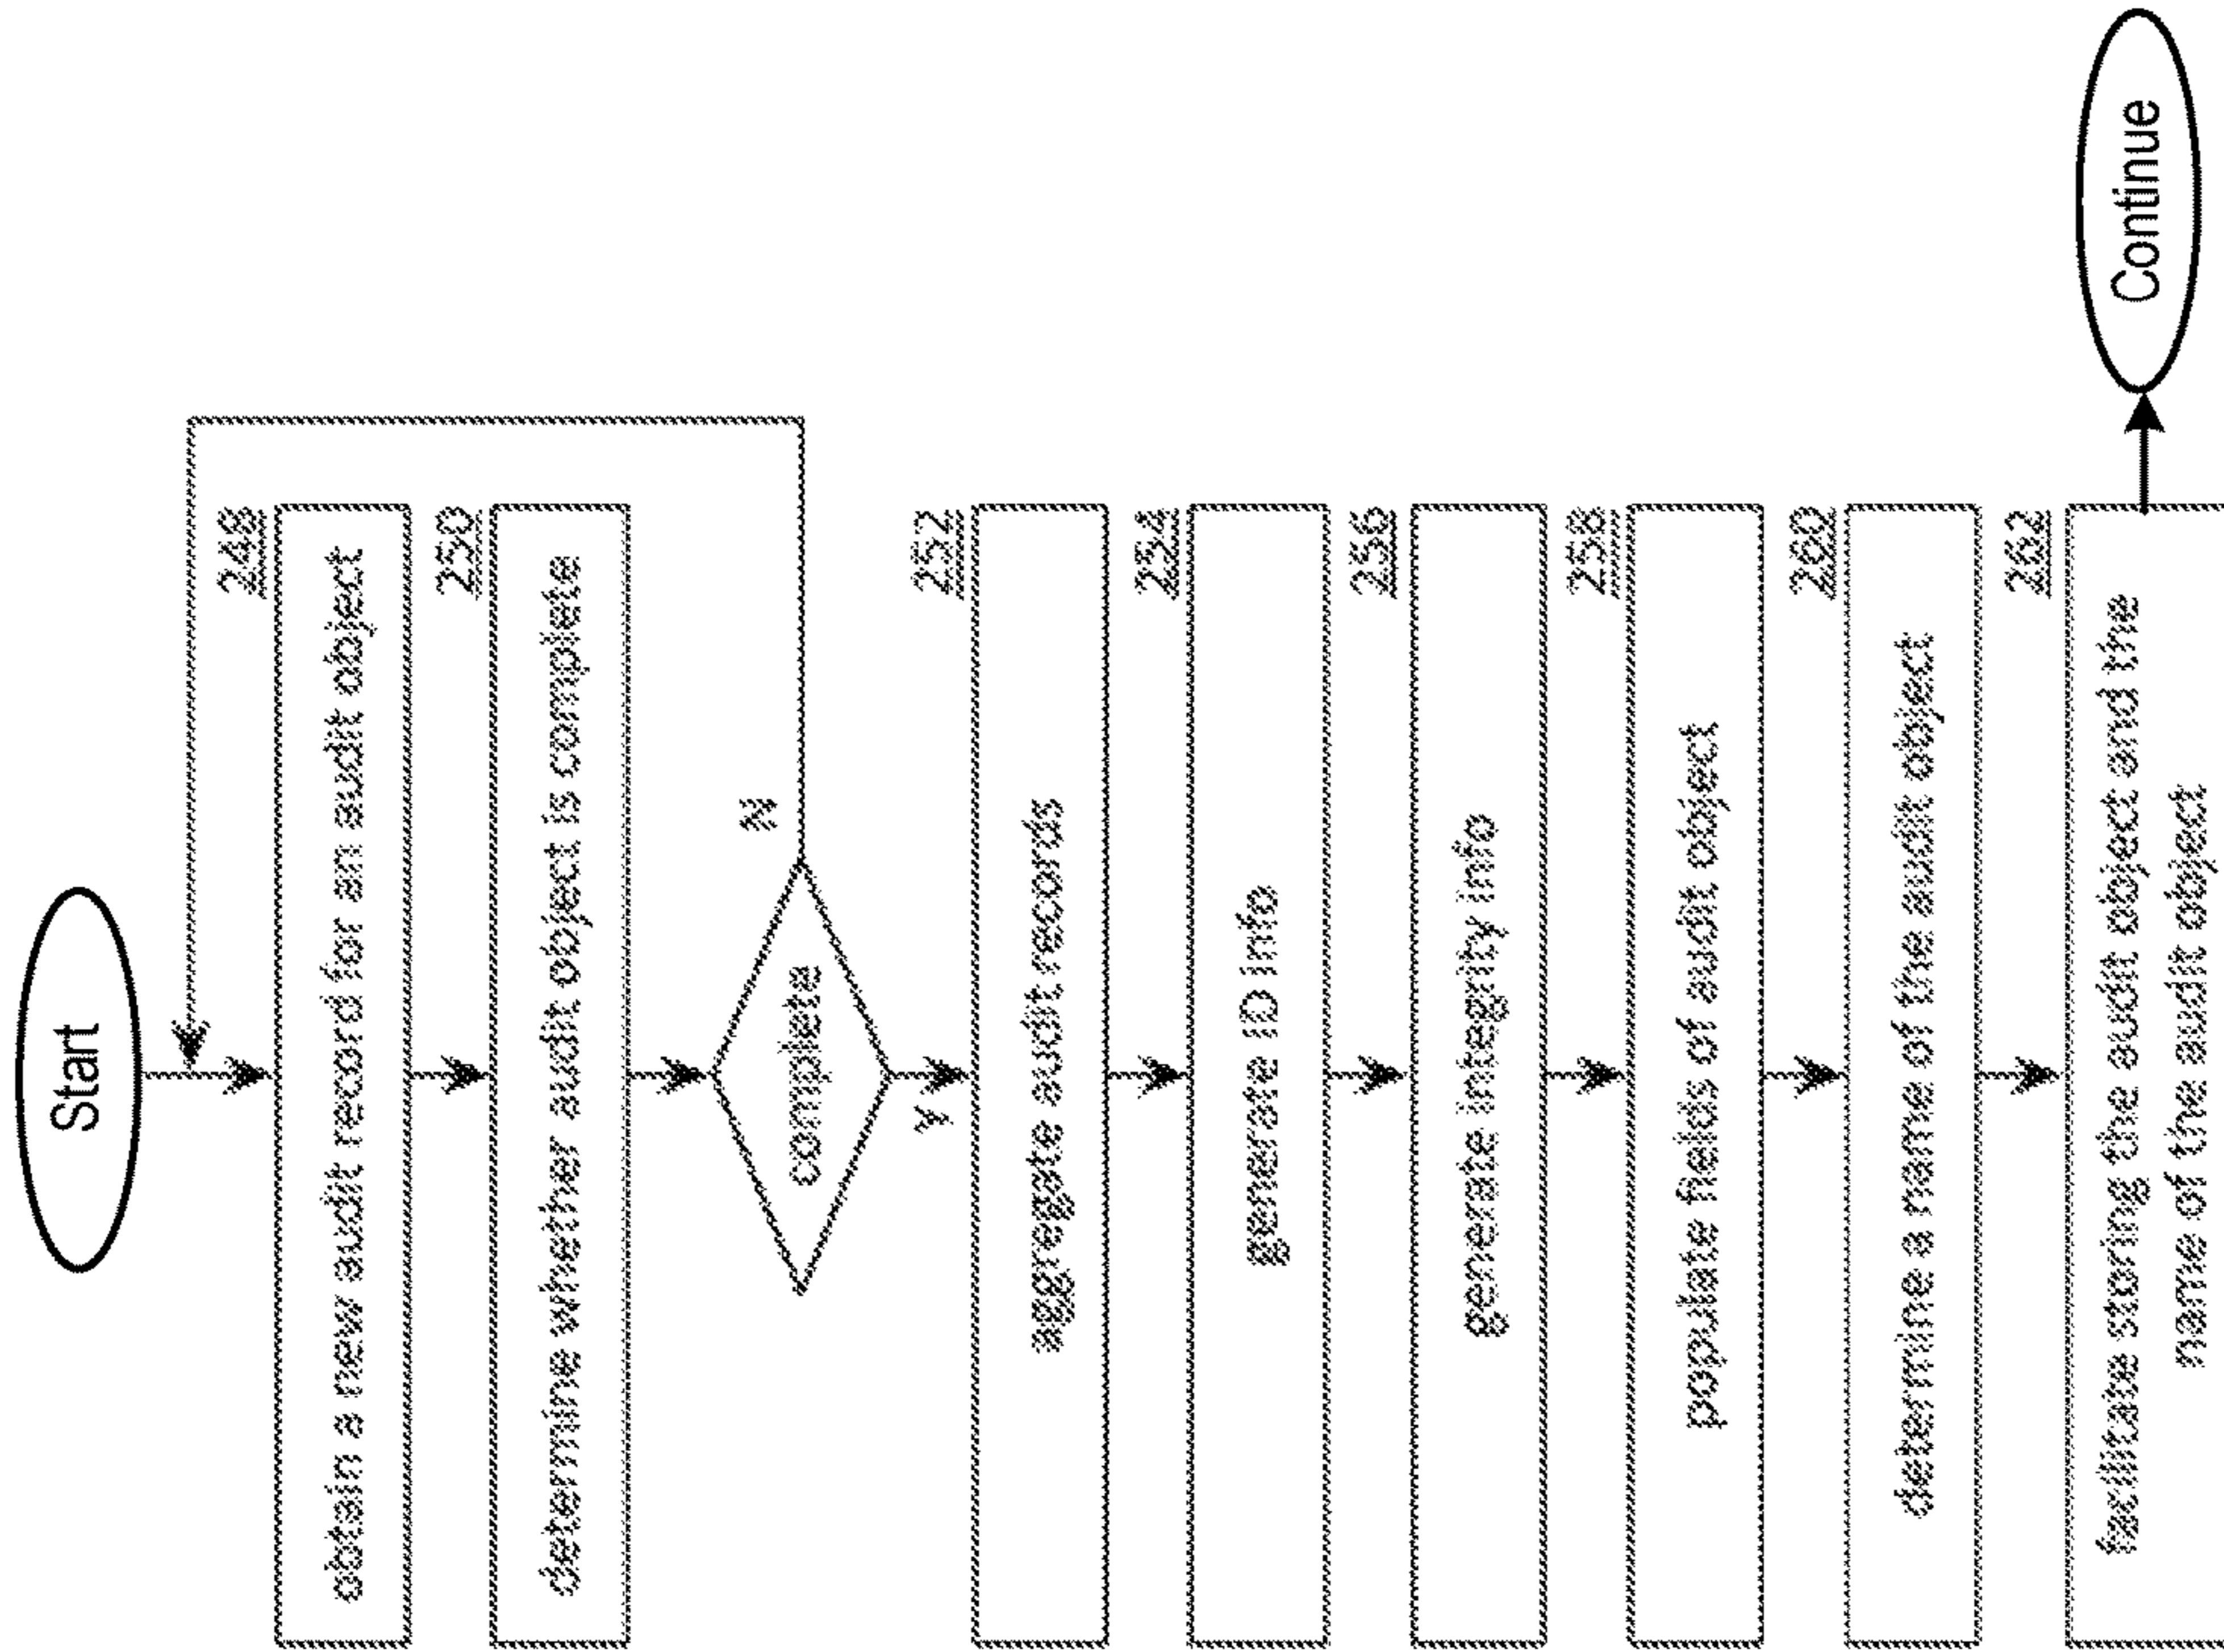 Start
248
obtain a new audit record for an audit object
250
determine whether audit object is complete
complete
N
Y
252
aggregate audit records
254
generate ID info
256
generate integrity info
258
populate fields of audit object
260
determine a name of the audit object
262
facilitate storing the audit object and the
name of the audit object
Continue